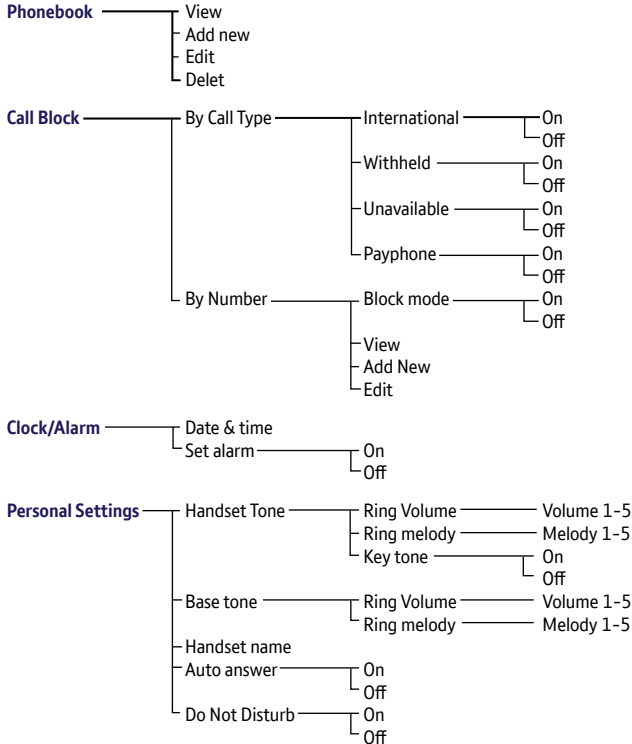 Phonebook View
Add new
Edit
Delet
Call Block By Call Type International On
Off
Withheld On
Off
Unavailable On
Off
Payphone On
Off
By Number Block mode On
Off
View
Add New
Edit
Clock/Alarm Date & time
Set alarm On
Off
Personal Settings Handset Tone Ring Volume Volume 1-5
Ring melody Melody 1-5
Key tone On
Off
Base tone Ring Volume Volume 1-5
Ring melody Melody 1-5
Handset name
Auto answer On
Off
Do Not Disturb On
Off